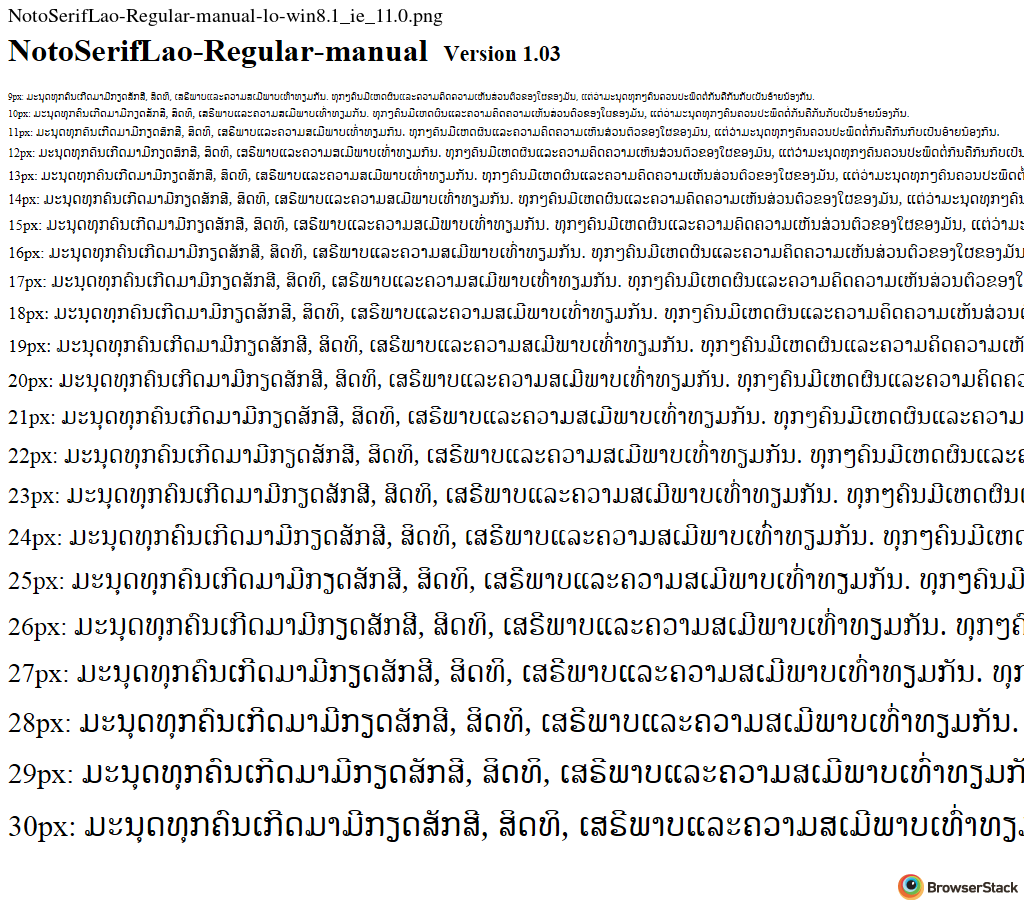 NotoSerifLao-Regular-manual-lo-win8.1_ie_11.0.png
NotoSerifLao-Regular-manual Version 1.03
9px: ມະນຸດທຸກຄົນເກີດມາມີກຽດສັກສີ, ສິດທິ, ເສຣີພາບແລະຄວາມສເມີພາບເທົ່າທຽມກັນ. ທຸກໆຄົນມີເຫດຜົນແລະຄວາມຄິດຄວາມເຫັນສ່ວນຕົວຂອງໃຜຂອງມັນ, ແຕ່ວ່າມະນຸດທຸກໆຄົນຄວນປະພຶດຕໍ່ກັນຄືກັນກັບເປັນອ້າຍນ້ອງກັນ.
10px: ມະນຸດທຸກຄົນເກີດມາມີກຽດສັກສີ, ສິດທິ, ເສຣີພາບແລະຄວາມສເມີພາບເທົ່າທຽມກັນ. ທຸກໆຄົນມີເຫດຜົນແລະຄວາມຄິດຄວາມເຫັນສ່ວນຕົວຂອງໃຜຂອງມັນ, ແຕ່ວ່າມະນຸດທຸກໆຄົນຄວນປະພຶດຕໍ່ກັນຄືກັນກັບເປັນອ້າຍນ້ອງກັນ.
11px: ມະນຸດທຸກຄົນເກີດມາມີກຽດສັກສີ, ສິດທິ, ເສຣີພາບແລະຄວາມສເມີພາບເທົ່າທຽມກັນ. ທຸກໆຄົນມີເຫດຜົນແລະຄວາມຄິດຄວາມເຫັນສ່ວນຕົວຂອງໃຜຂອງມັນ, ແຕ່ວ່າມະນຸດທຸກໆຄົນຄວນປະພຶດຕໍ່ກັນຄືກັນກັບເປັນອ້າຍນ້ອງກັນ.
12px: ມະນຸດທຸກຄົນເກີດມາມີກຽດສັກສີ, ສິດທິ, ເສຣີພາບແລະຄວາມສເມີພາບເທົ່າທຽມກັນ. ທຸກໆຄົນມີເຫດຜົນແລະຄວາມຄິດຄວາມເຫັນສ່ວນຕົວຂອງໃຜຂອງມັນ, ແຕ່ວ່າມະນຸດທຸກໆຄົນຄວນປະພຶດຕໍ່ກັນຄືກັນກັບເປັນ
13px: ມະນຸດທຸກຄົນເກີດມາມີກຽດສັກສີ, ສິດທິ, ເສຣີພາບແລະຄວາມສເມີພາບເທົ່າທຽມກັນ. ທຸກໆຄົນມີເຫດຜົນແລະຄວາມຄິດຄວາມເຫັນສ່ວນຕົວຂອງໃຜຂອງມັນ, ແຕ່ວ່າມະນຸດທຸກໆຄົນຄວນປະພຶດຕໍ່
14px: ມະນຸດທຸກຄົນເກີດມາມີກຽດສັກສີ, ສິດທິ, ເສຣີພາບແລະຄວາມສເມີພາບເທົ່າທຽມກັນ. ທຸກໆຄົນມີເຫດຜົນແລະຄວາມຄິດຄວາມເຫັນສ່ວນຕົວຂອງໃຜຂອງມັນ, ແຕ່ວ່າມະນຸດທຸກໆຄົນ
15px: ມະນຸດທຸກຄົນເກີດມາມີກຽດສັກສີ, ສິດທິ, ເສຣີພາບແລະຄວາມສເມີພາບເທົ່າທຽມກັນ. ທຸກໆຄົນມີເຫດຜົນແລະຄວາມຄິດຄວາມເຫັນສ່ວນຕົວຂອງໃຜຂອງມັນ, ແຕ່ວ່າມະ
16px: ມະນຸດທຸກຄົນເກີດມາມີກຽດສັກສີ, ສິດທິ, ເສຣີພາບແລະຄວາມສເມີພາບເທົ່າທຽມກັນ. ທຸກໆຄົນມີເຫດຜົນແລະຄວາມຄິດຄວາມເຫັນສ່ວນຕົວຂອງໃຜຂອງມັນ
17px: ມະນຸດທຸກຄົນເກີດມາມີກຽດສັກສີ, ສິດທິ, ເສຣີພາບແລະຄວາມສເມີພາບເທົ່າທຽມກັນ. ທຸກໆຄົນມີເຫດຜົນແລະຄວາມຄິດຄວາມເຫັນສ່ວນຕົວຂອງໃ
18px: ມະນຸດທຸກຄົນເກີດມາມີກຽດສັກສີ, ສິດທິ, ເສຣີພາບແລະຄວາມສເມີພາບເທົ່າທຽມກັນ. ທຸກໆຄົນມີເຫດຜົນແລະຄວາມຄິດຄວາມເຫັນສ່ວນ
19px: ມະນຸດທຸກຄົນເກີດມາມີກຽດສັກສີ, ສິດທິ, ເສຣີພາບແລະຄວາມສເມີພາບເທົ່າທຽມກັນ. ທຸກໆຄົນມີເຫດຜົນແລະຄວາມຄິດຄວາມເຫັ
20px: ມະນຸດທຸກຄົນເກີດມາມີກຽດສັກສີ, ສິດທິ, ເສຣີພາບແລະຄວາມສເມີພາບເທົ່າທຽມກັນ. ທຸກໆຄົນມີເຫດຜົນແລະຄວາມຄິດຄວ
21px: ມະນຸດທຸກຄົນເກີດມາມີກຽດສັກສີ, ສິດທິ, ເສຣີພາບແລະຄວາມສເມີພາບເທົ່າທຽມກັນ. ທຸກໆຄົນມີເຫດຜົນແລະຄວາມ
22px: ມະນຸດທຸກຄົນເກີດມາມີກຽດສັກສີ, ສິດທິ, ເສຣີພາບແລະຄວາມສເມີພາບເທົ່າທຽມກັນ. ທຸກໆຄົນມີເຫດຜົນແລະຄ
23px: ມະນຸດທຸກຄົນເກີດມາມີກຽດສັກສີ, ສິດທິ, ເສຣີພາບແລະຄວາມສເມີພາບເທົ່າທຽມກັນ. ທຸກໆຄົນມີເຫດຜົນ
24px: ມະນຸດທຸກຄົນເກີດມາມີກຽດສັກສີ, ສິດທິ, ເສຣີພາບແລະຄວາມສເມີພາບເທົ່າທຽມກັນ. ທຸກໆຄົນມີເຫດ
25px: ມະນຸດທຸກຄົນເກີດມາມີກຽດສັກສີ, ສິດທິ, ເສຣີພາບແລະຄວາມສເມີພາບເທົ່າທຽມກັນ. ທຸກໆຄົນມີ
26px: ມະນຸດທຸກຄົນເກີດມາມີກຽດສັກສີ, ສິດທິ, ເສຣີພາບແລະຄວາມສເມີພາບເທົ່າທຽມກັນ. ທຸກໆຄົ
27px: ມະນຸດທຸກຄົນເກີດມາມີກຽດສັກສີ, ສິດທິ, ເສຣີພາບແລະຄວາມສເມີພາບເທົ່າທຽມກັນ. ທຸກ
28px: ມະນຸດທຸກຄົນເກີດມາມີກຽດສັກສີ, ສິດທິ, ເສຣີພາບແລະຄວາມສເມີພາບເທົ່າທຽມກັນ.
29px: ມະນຸດທຸກຄົນເກີດມາມີກຽດສັກສີ, ສິດທິ, ເສຣີພາບແລະຄວາມສເມີພາບເທົ່າທຽມກັ
30px: ມະນຸດທຸກຄົນເກີດມາມີກຽດສັກສີ, ສິດທິ, ເສຣີພາບແລະຄວາມສເມີພາບເທົ່າທຽມ
BrowserStack